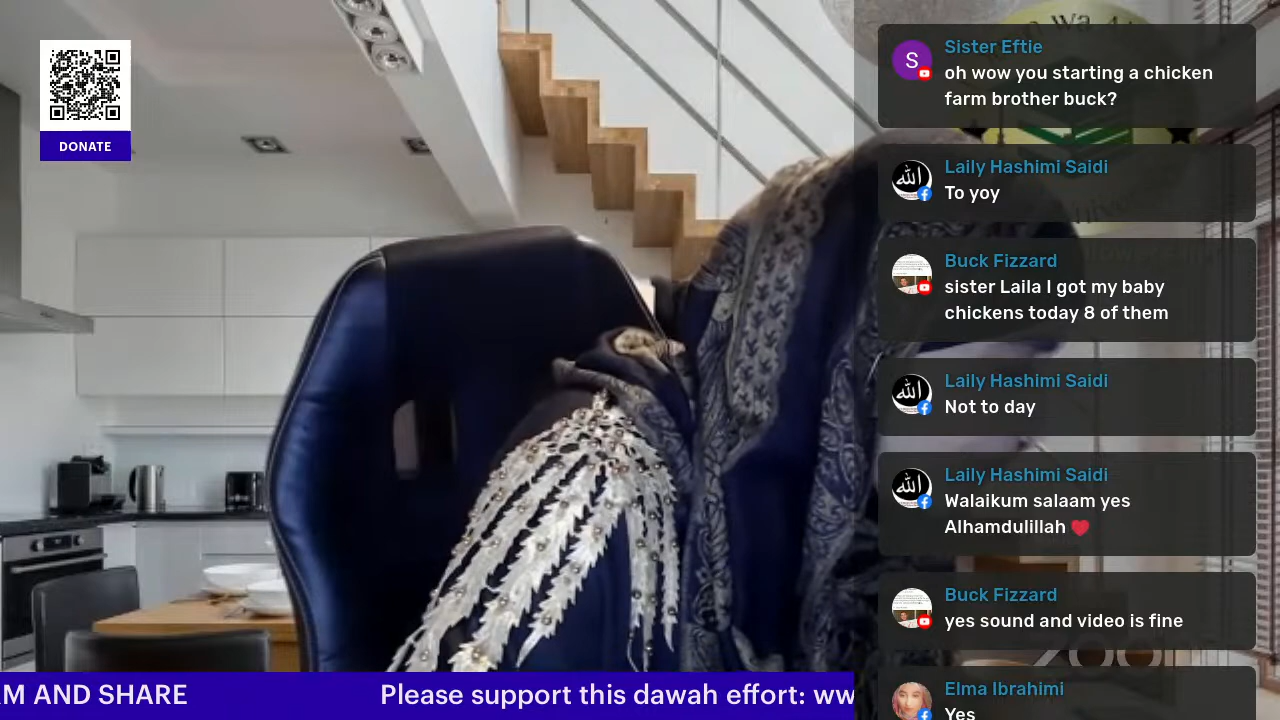 DONATE
M AND SHARE
Please support this dawah effort: ww
S
Sister Eftie
oh wow you starting a chicken
farm brother buck?
الله
Laily Hashimi Saidi
To yoy
Buck Fizzard
sister Laila I got my baby
chickens today 8 of them
الله
Laily Hashimi Saidi
Not to day
الله
Laily Hashimi Saidi
Walaikum salaam yes
Alhamdulillah ❤️
Buck Fizzard
yes sound and video is fine
Elma Ibrahimi
Yes